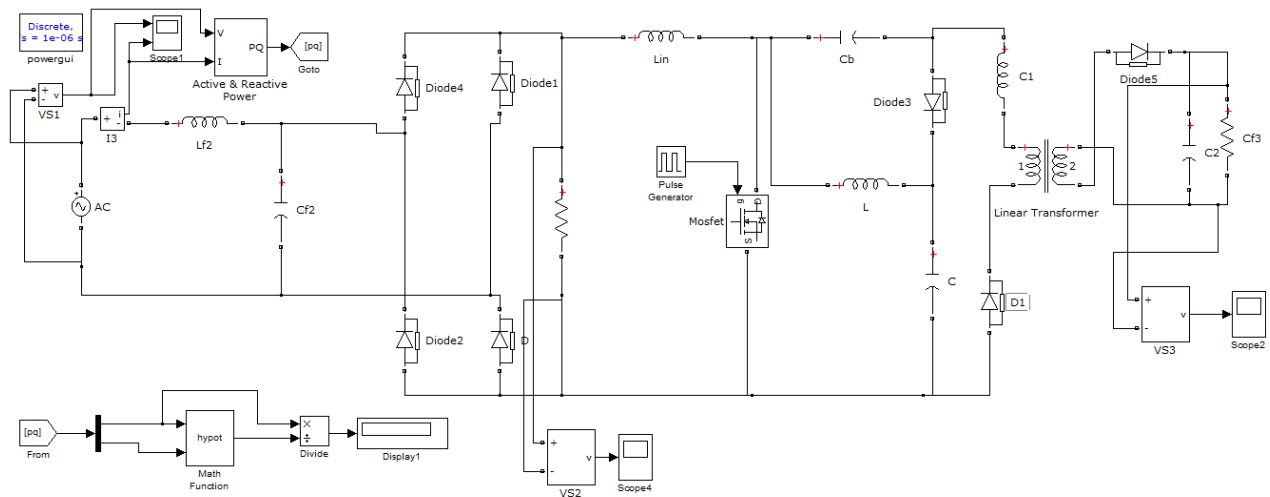 Discrete,
s = 1e-06 s
powergui
Scope1
V
I
PQ
Active & Reactive
Power
[pq]
Goto
+
-
v
VS1
+
-
i
I3
Lf2
AC
Cf2
Diode4
Diode1
Diode2
D
Lin
Cb
Diode3
C1
Pulse
Generator
Mosfet
g
D
S
L
C
D1
1
2
Linear Transformer
Diode5
C2
Cf3
+
-
v
VS3
Scope2
[pq]
From
hypot
Math
Function
×
÷
Divide
Display1
+
-
v
VS2
Scope4